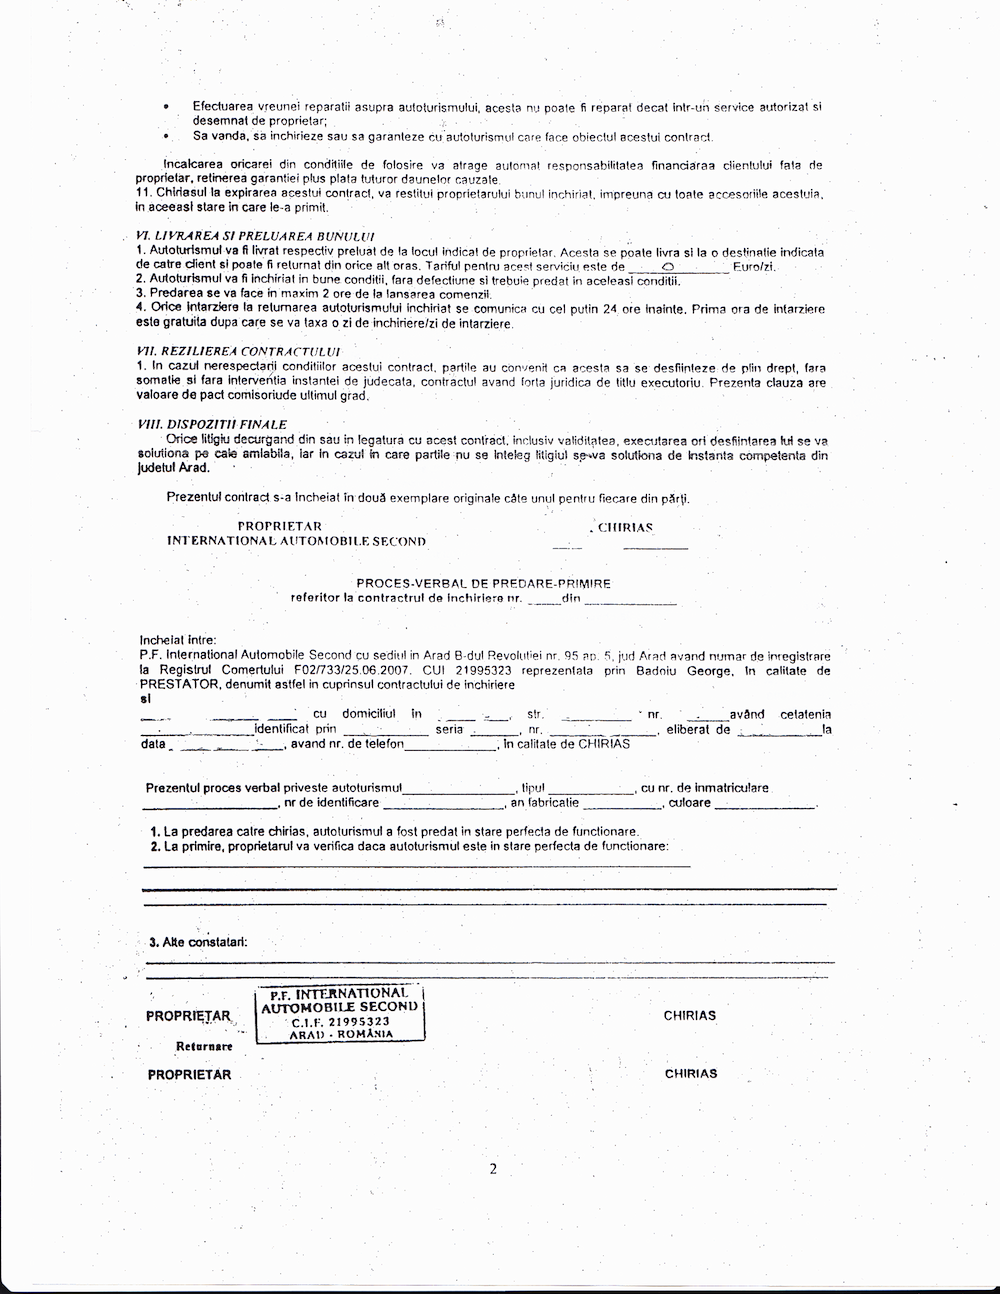 • Efectuarea vreunei reparatii asupra autoturismului, acesta nu poate fi reparat decat intr-un service autorizat si
desemnat de proprietar;
• Sa vanda, sa inchirieze sau sa garanteze cu autoturismul care face obiectul acestui contract.
Incalcarea oricarei din conditiile de folosire va atrage automat responsabilitatea financiaraa clientului fata de
proprietar, retinerea garantiei plus plata tuturor daunelor cauzate.
11. Chiriasul la expirarea acestui contract, va restitui proprietarului bunul inchiriat, impreuna cu toate accesoriile acestuia,
in aceeasi stare in care le-a primit.
VI. LIVRAREA SI PRELUAREA BUNULUI
1. Autoturismul va fi livrat respectiv preluat de la locul indicat de proprietar. Acesta se poate livra si la o destinatie indicata
de catre client si poate fi returnat din orice alt oras. Tariful pentru acest serviciu este de ____O____ Euro/zi.
2. Autoturismul va fi inchiriat in bune conditii, fara defectiune si trebuie predat in aceleasi conditii.
3. Predarea se va face in maxim 2 ore de la lansarea comenzii.
4. Orice intarziere la returnarea autoturismului inchiriat se comunica cu cel putin 24 ore inainte. Prima ora de intarziere
este gratuita dupa care se va taxa o zi de inchiriere/zi de intarziere.
VII. REZILIEREA CONTRACTULUI
1. In cazul nerespectarii conditiilor acestui contract, partile au convenit ca acesta sa se desfiinteze de plin drept, fara
somatie si fara interventia instantei de judecata, contractul avand forta juridica de titlu executoriu. Prezenta clauza are
valoare de pact comisoriude ultimul grad.
VIII. DISPOZITII FINALE
Orice litigiu decurgand din sau in legatura cu acest contract, inclusiv validitatea, executarea ori desfiintarea lui se va
solutiona pe cale amiabila, iar in cazul in care partile nu se inteleg litigiul se va solutiona de Instanta competenta din
judetul Arad.
Prezentul contract s-a încheiat în două exemplare originale câte unul pentru fiecare din părţi.
PROPRIETAR CHIRIAS
INTERNATIONAL AUTOMOBILE SECOND ____ ________
PROCES-VERBAL DE PREDARE-PRIMIRE
referitor la contractrul de inchiriere nr. _____din ____________
Incheiat intre:
P.F. International Automobile Second cu sediul in Arad B-dul Revolutiei nr. 95 ap. 5, jud Arad avand numar de inregistrare
la Registrul Comertului F02/733/25.06.2007. CUI 21995323 reprezentata prin Badoiu George, in calitate de
PRESTATOR, denumit astfel in cuprinsul contractului de inchiriere
si
____ ______ ____ cu domiciliul in ________, str. _________ nr. ______având cetatenia
______________identificat prin __________ seria ______, nr. ______________, eliberat de __________la
data ______________, avand nr. de telefon____________, in calitate de CHIRIAS
Prezentul proces verbal priveste autoturismul______________, tipul ___________, cu nr. de inmatriculare
_________________, nr de identificare _______________, an fabricatie __________, culoare _____________.
1. La predarea catre chirias, autoturismul a fost predat in stare perfecta de functionare.
2. La primire, proprietarul va verifica daca autoturismul este in stare perfecta de functionare:
3. Alte constatari:
P.F. INTERNATIONAL
AUTOMOBILE SECOND
C.I.F. 21995323
ARAD - ROMÂNIA
PROPRIETAR CHIRIAS
Returnare
PROPRIETAR CHIRIAS
2